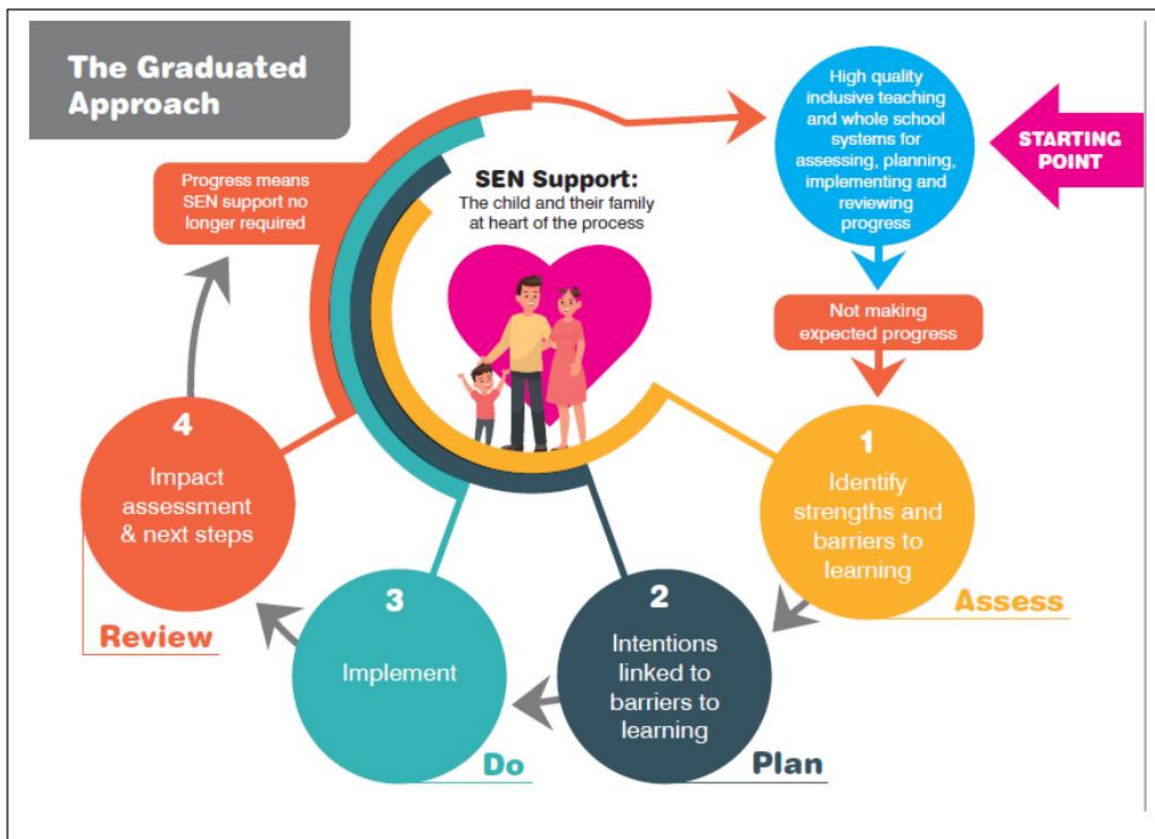 The Graduated
Approach
High quality
inclusive teaching
and whole school
systems for
assessing, planning,
implementing and
reviewing
progress
STARTING
POINT
Progress means
SEN support no
longer required
SEN Support:
The child and their family
at heart of the process
Not making
expected progress
1
Identify
strengths and
barriers to
learning
Assess
2
Intentions
linked to
barriers to
learning
Plan
3
Implement
Do
4
Impact
assessment
& next steps
Review